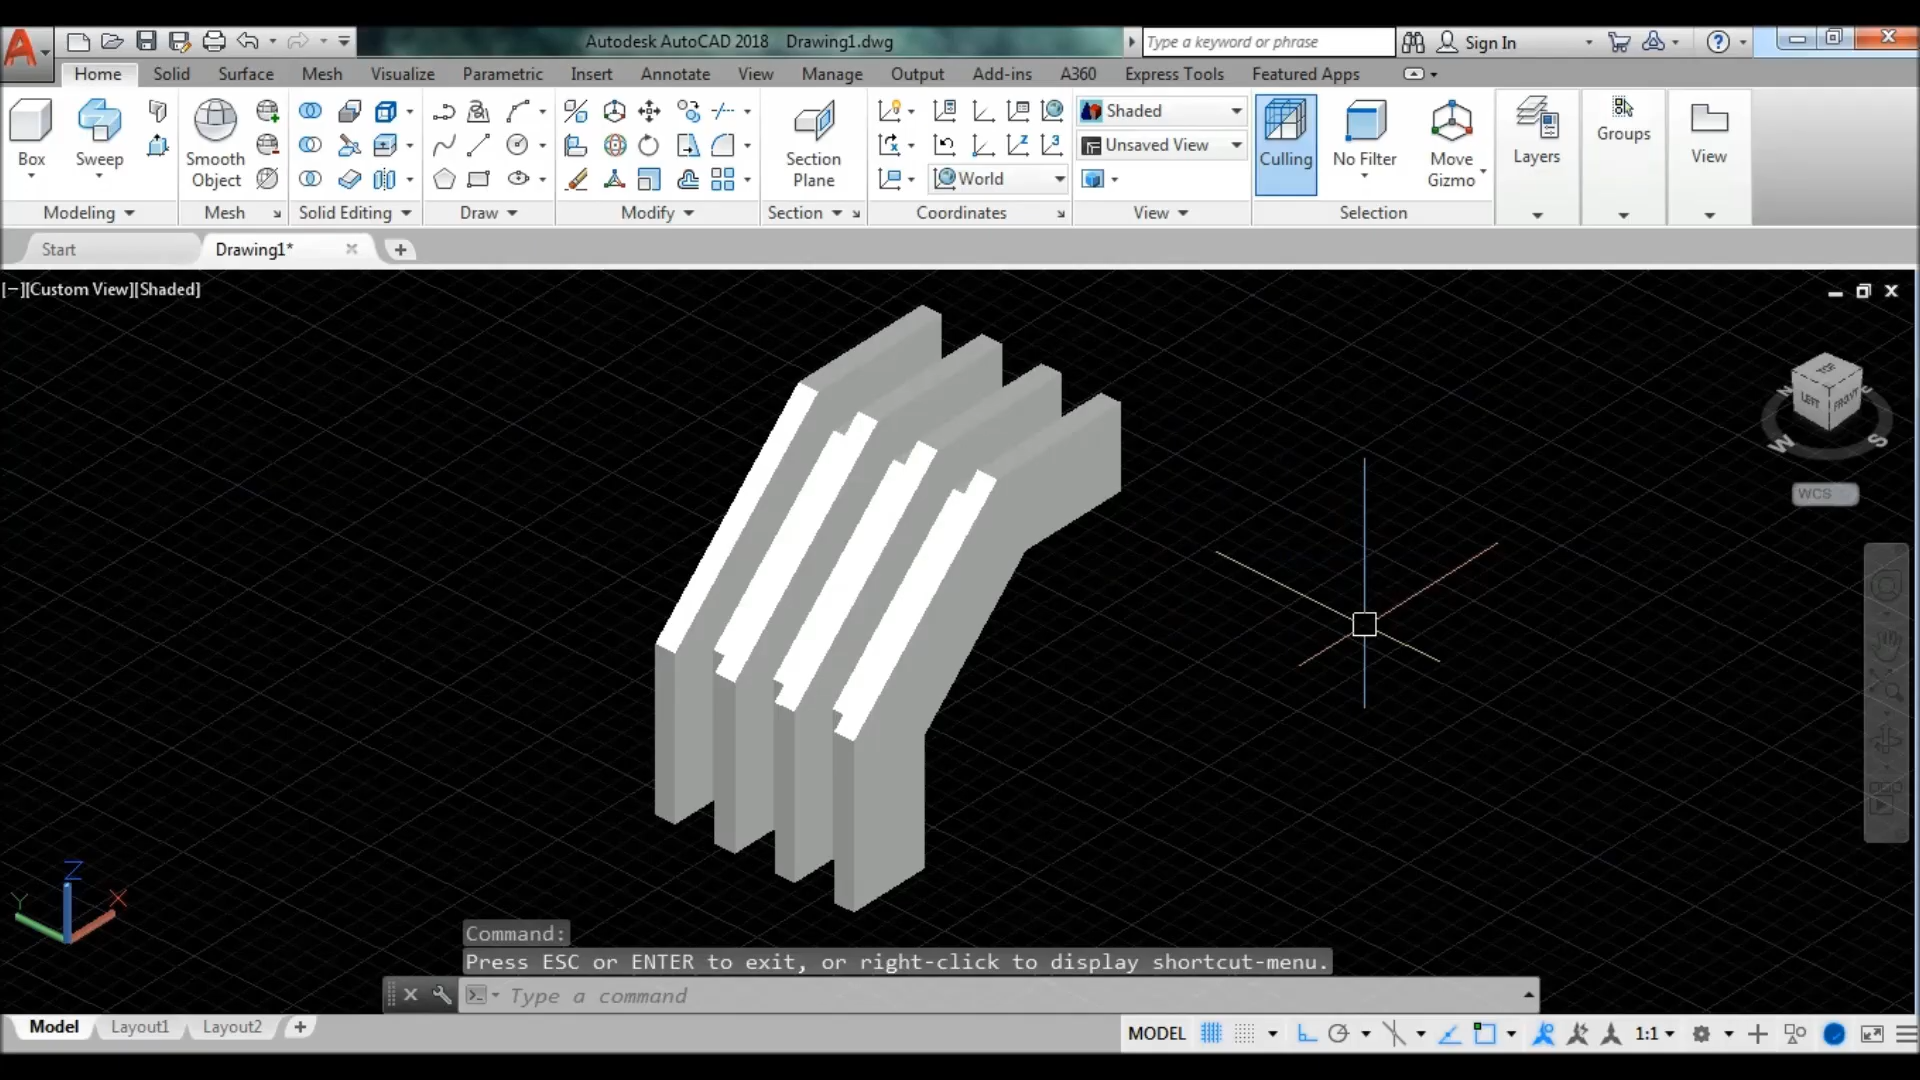 Autodesk AutoCAD 2018 Drawing1.dwg
Type a keyword or phrase
Sign In
Home Solid Surface Mesh Visualize Parametric Insert Annotate View Manage Output Add-ins A360 Express Tools Featured Apps
Box
Sweep
Smooth
Object
Section
Plane
World
Shaded
Unsaved View
Culling
No Filter
Move
Gizmo
Layers
Groups
View
Modeling Mesh Solid Editing Draw Modify Section Coordinates View Selection
Start Drawing1*
[−][Custom View][Shaded]
TOP
LEFT
FRONT
N
W
S
WCS
Z
Y
X
Command:
Press ESC or ENTER to exit, or right-click to display shortcut-menu.
Type a command
Model Layout1 Layout2
MODEL
1:1